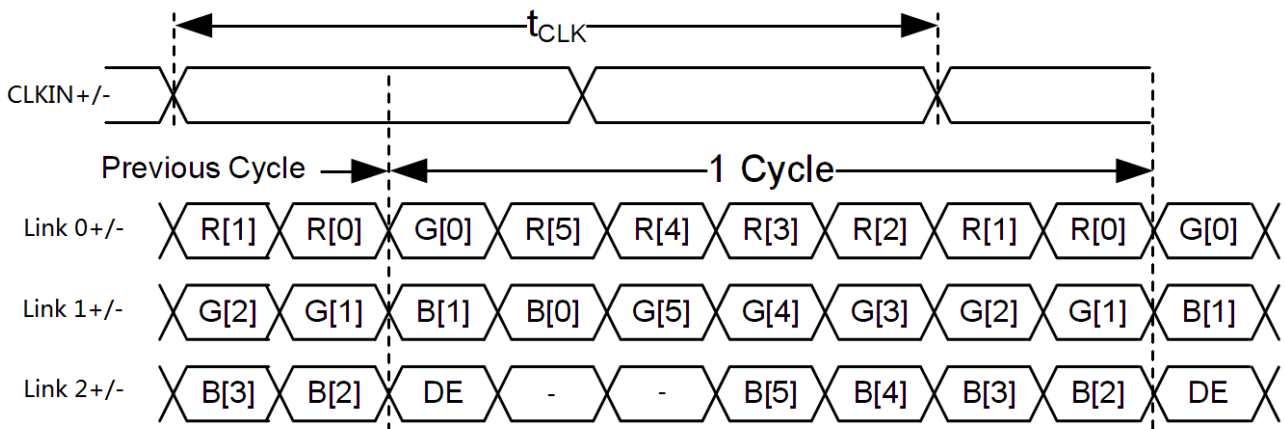 tCLK
CLKIN+/-
Previous Cycle
1 Cycle
Link 0+/- R[1] R[0] G[0] R[5] R[4] R[3] R[2] R[1] R[0] G[0]
Link 1+/- G[2] G[1] B[1] B[0] G[5] G[4] G[3] G[2] G[1] B[1]
Link 2+/- B[3] B[2] DE - - B[5] B[4] B[3] B[2] DE